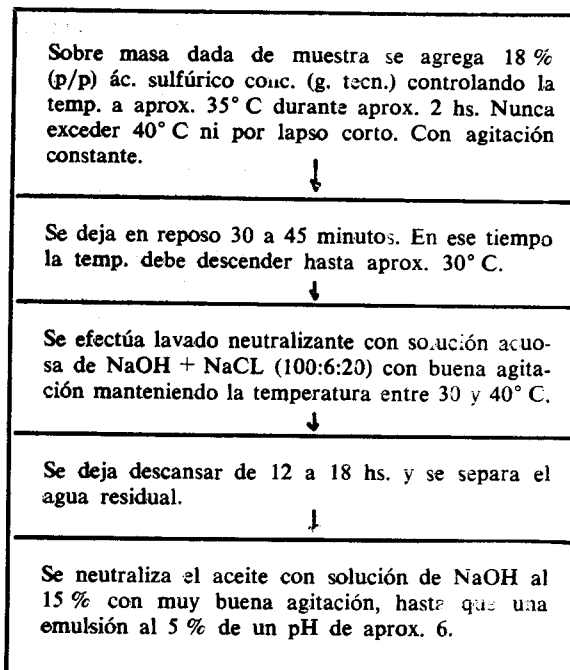 Sobre masa dada de muestra se agrega 18 %
(p/p) ác. sulfúrico conc. (g. tecn.) controlando la
temp. a aprox. 35° C durante aprox. 2 hs. Nunca
exceder 40° C ni por lapso corto. Con agitación
constante.
Se deja en reposo 30 a 45 minutos. En ese tiempo
la temp. debe descender hasta aprox. 30° C.
Se efectúa lavado neutralizante con solución acuo-
sa de NaOH + NaCL (100:6:20) con buena agita-
ción manteniendo la temperatura entre 30 y 40° C.
Se deja descansar de 12 a 18 hs. y se separa el
agua residual.
Se neutraliza el aceite con solución de NaOH al
15 % con muy buena agitación, hasta que una
emulsión al 5 % de un pH de aprox. 6.